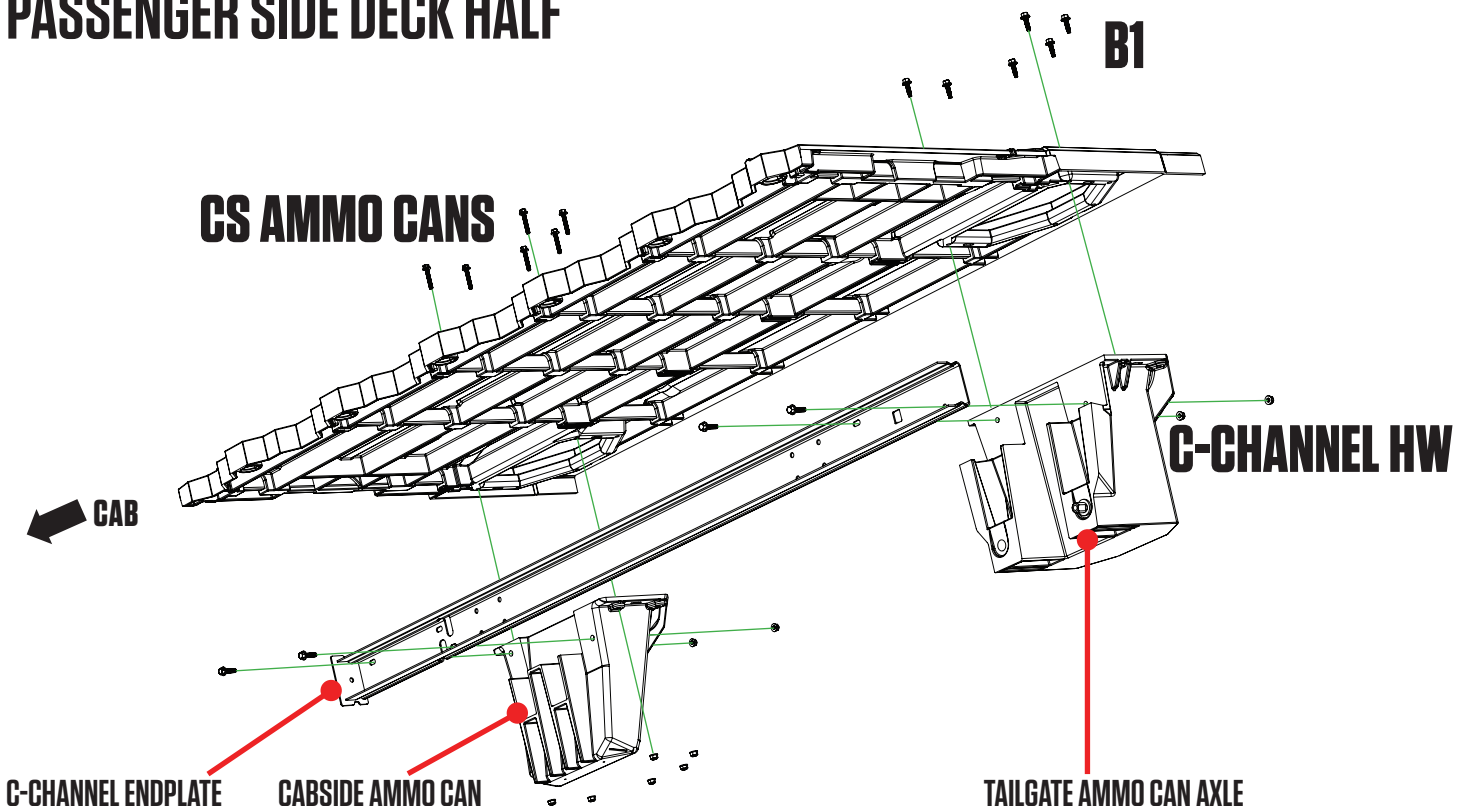 PASSENGER SIDE DECK HALF
B1
CS AMMO CANS
C-CHANNEL HW
CAB
C-CHANNEL ENDPLATE
CABSIDE AMMO CAN
TAILGATE AMMO CAN AXLE